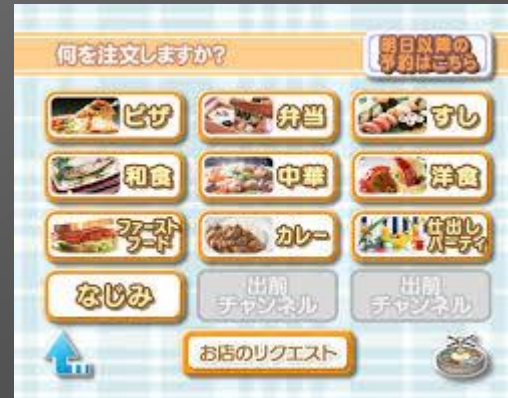 何を注文しますか?
明日以降の
予約はこちら
ピザ
弁当
すし
和食
中華
洋食
ファースト
フード
カレー
仕出し
パーティ
なじみ
出前
チャンネル
出前
チャンネル
お店のリクエスト